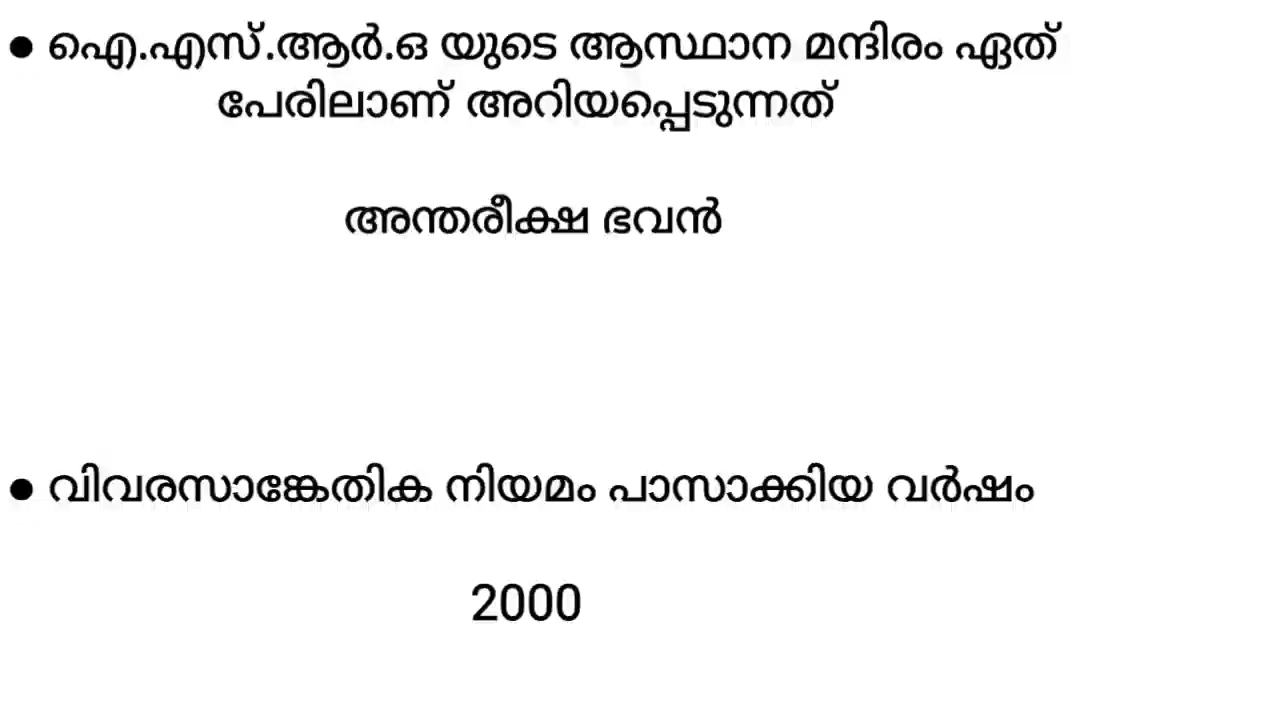 ● ഐ.എസ്.ആർ.ഒ യുടെ ആസ്ഥാന മന്ദിരം ഏത്
പേരിലാണ് അറിയപ്പെടുന്നത്
അന്തരീക്ഷ ഭവൻ
● വിവരസാങ്കേതിക നിയമം പാസാക്കിയ വർഷം
2000